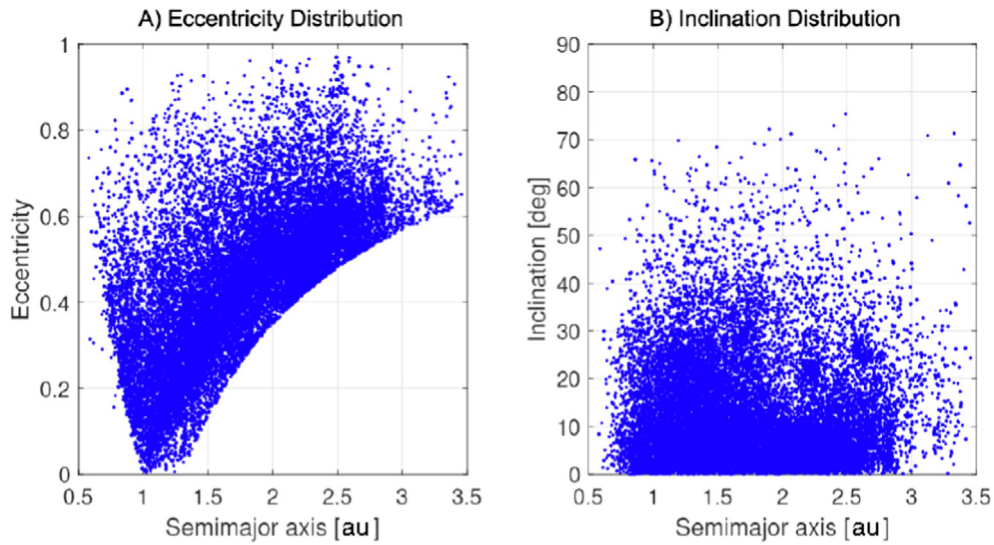 A) Eccentricity Distribution
1
0.8
0.6
0.4
0.2
0
Eccentricity
0.5 1 1.5 2 2.5 3 3.5
Semimajor axis [au]
B) Inclination Distribution
90
80
70
60
50
40
30
20
10
0
Inclination [deg]
0.5 1 1.5 2 2.5 3 3.5
Semimajor axis [au]